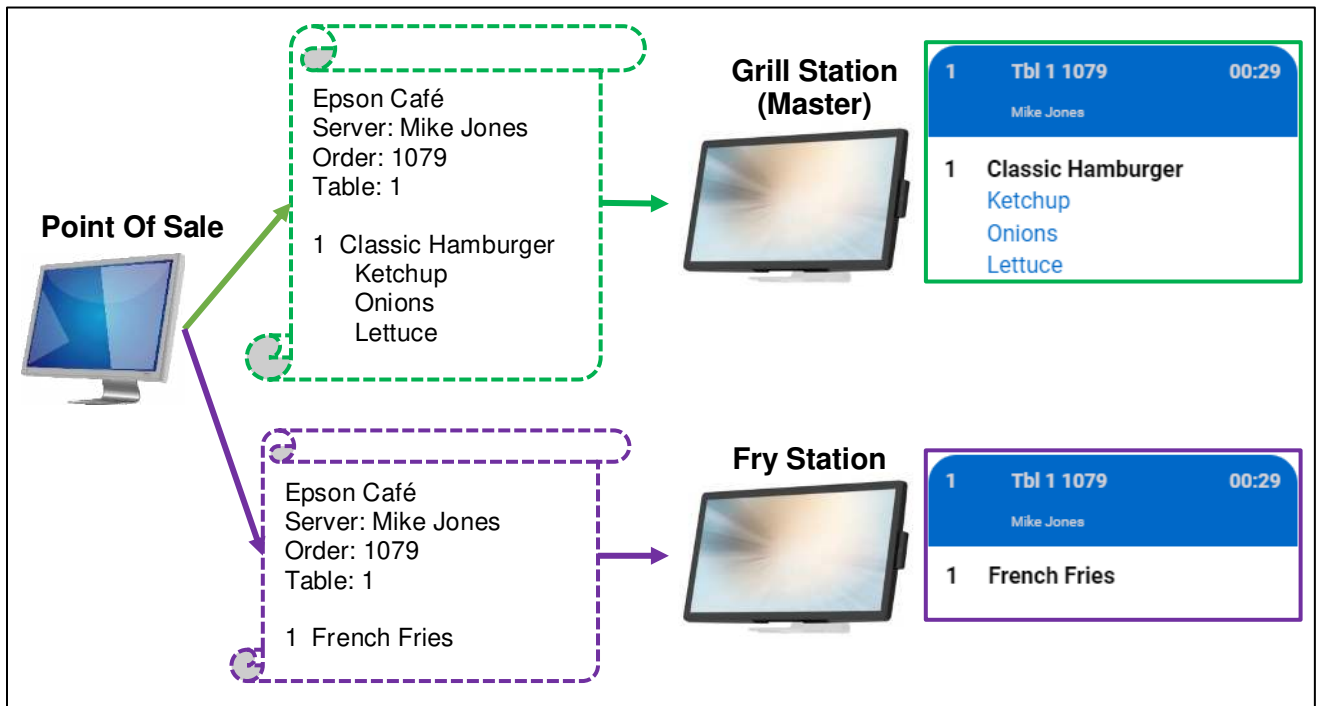 Point Of Sale
Epson Café
Server: Mike Jones
Order: 1079
Table: 1
1 Classic Hamburger
Ketchup
Onions
Lettuce
Grill Station
(Master)
1 Tbl 1 1079 00:29
Mike Jones
1 Classic Hamburger
Ketchup
Onions
Lettuce
Epson Café
Server: Mike Jones
Order: 1079
Table: 1
1 French Fries
Fry Station
1 Tbl 1 1079 00:29
Mike Jones
1 French Fries